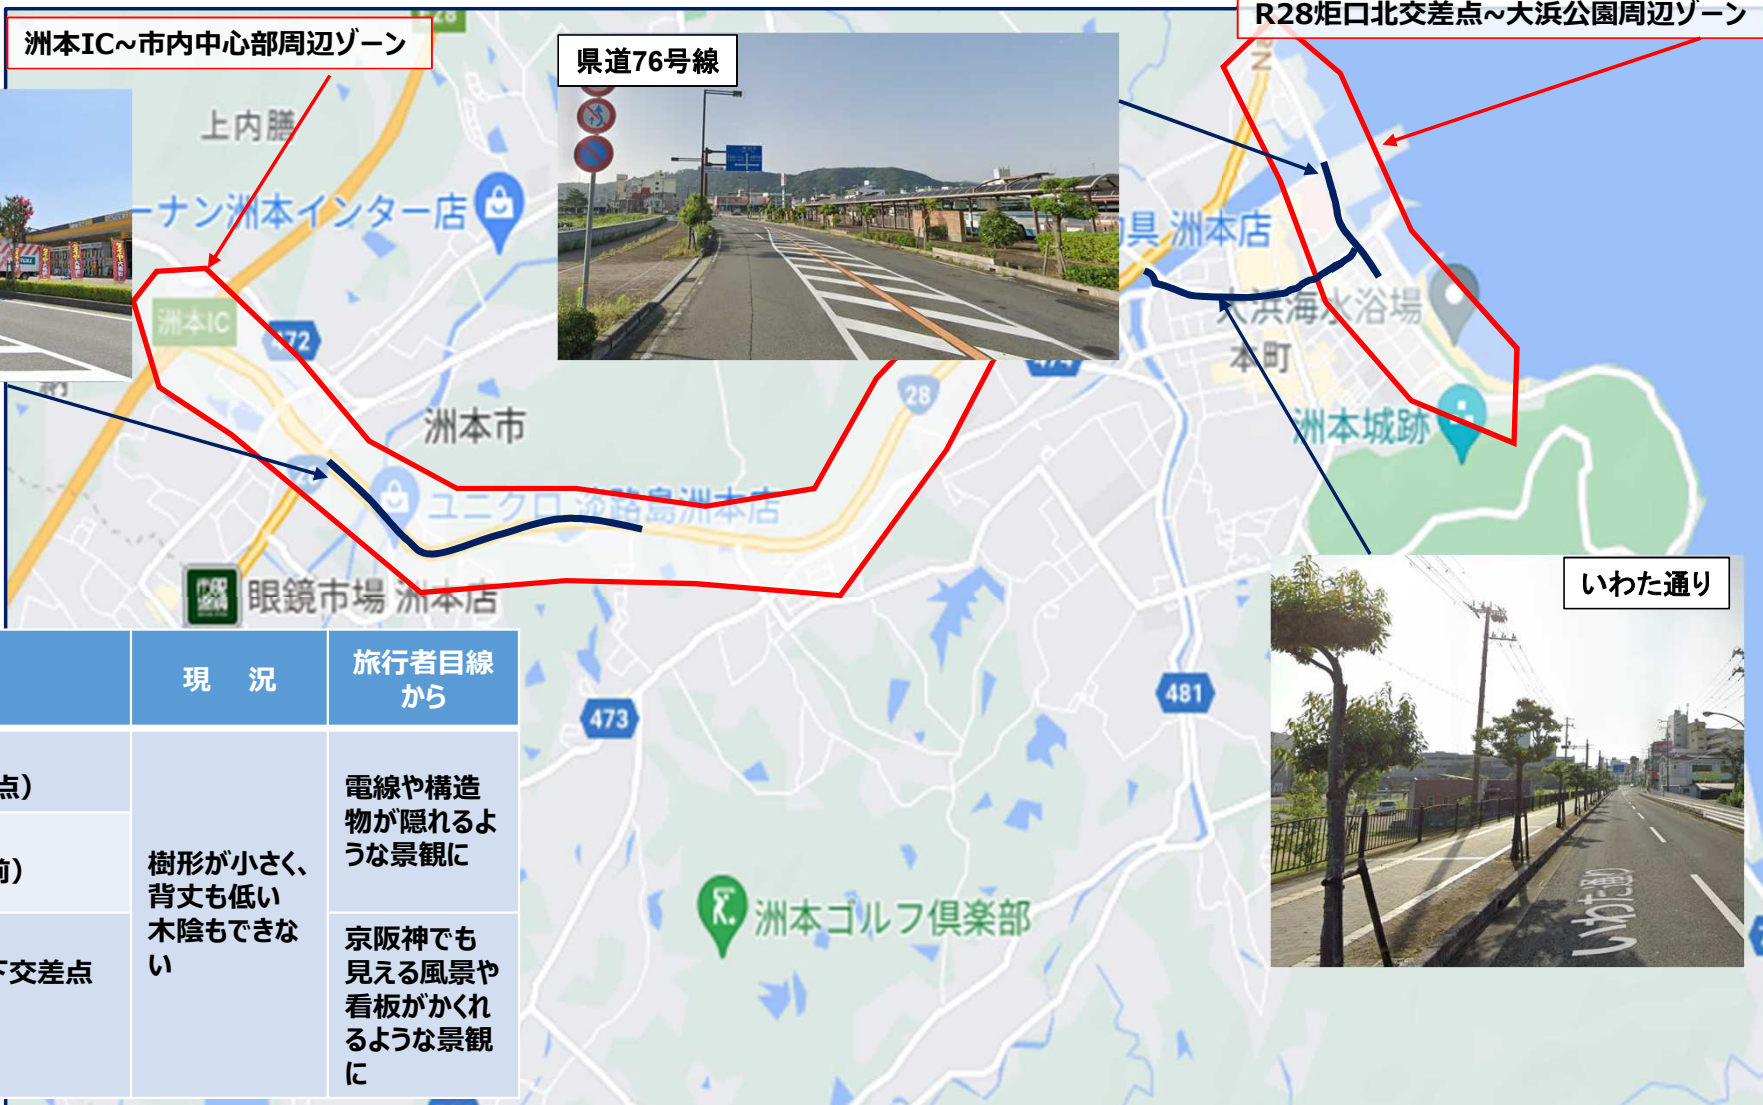 E28
洲本IC~市内中心部周辺ゾーン
R28炬口北交差点~大浜公園周辺ゾーン
県道76号線
上内膳
ーナン洲本インター店
洲本IC
472
洲本市
28
474
具 洲本店
大浜海水浴場
本町
洲本城跡
ユニクロ 淡路島洲本店
眼鏡市場 洲本店
いわた通り
いわた通り
473
481
洲本ゴルフ倶楽部
現 況
旅行者目線
から
点)
前)
下交差点
樹形が小さく、
背丈も低い
木陰もできな
い
電線や構造
物が隠れるよ
うな景観に
京阪神でも
見える風景や
看板がかくれ
るような景観
に